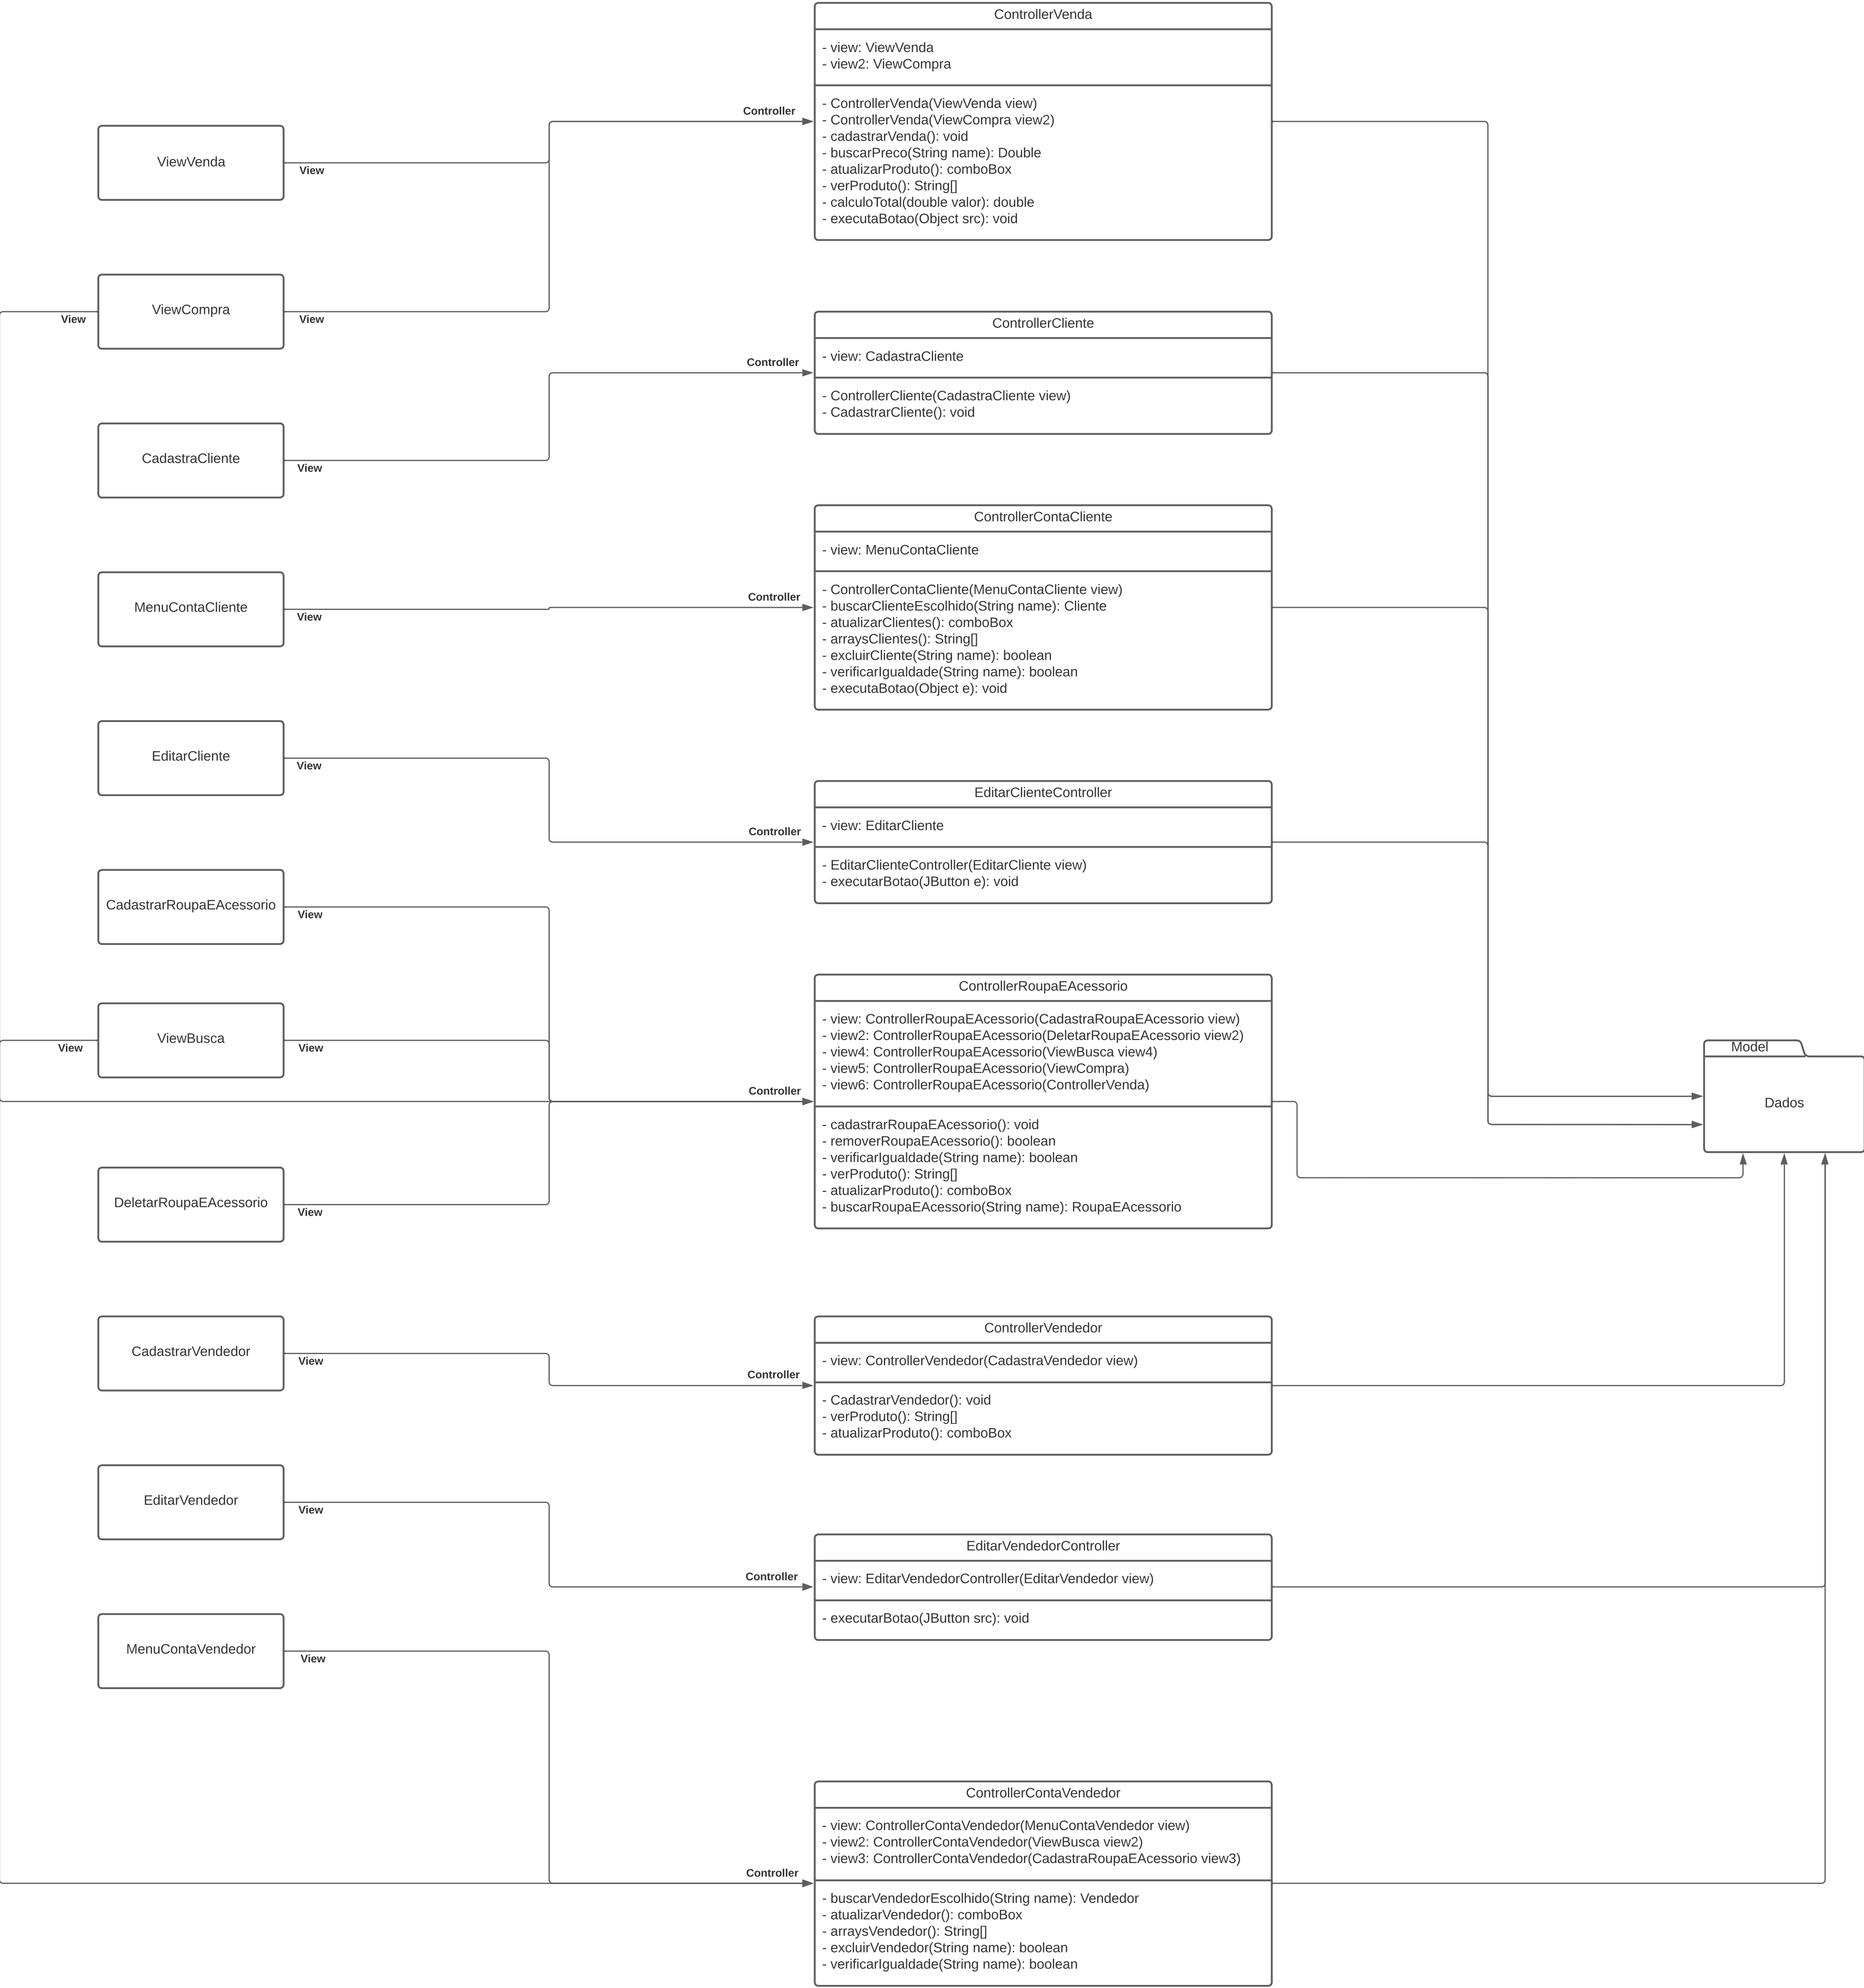 ControllerVenda
- view: ViewVenda
- view2: ViewCompra
- ControllerVenda(ViewVenda view)
- ControllerVenda(ViewCompra view2)
- cadastrarVenda(): void
- buscarPreco(String name): Double
- atualizarProduto(): comboBox
- verProduto(): String[]
- calculoTotal(double valor): double
- executaBotao(Object src): void
Controller
ViewVenda
View
ViewCompra
View
View
ControllerCliente
- view: CadastraCliente
- ControllerCliente(CadastraCliente view)
- CadastrarCliente(): void
Controller
CadastraCliente
View
ControllerContaCliente
- view: MenuContaCliente
- ControllerContaCliente(MenuContaCliente view)
- buscarClienteEscolhido(String name): Cliente
- atualizarClientes(): comboBox
- arraysClientes(): String[]
- excluirCliente(String name): boolean
- verificarIgualdade(String name): boolean
- executaBotao(Object e): void
Controller
MenuContaCliente
View
EditarCliente
View
EditarClienteController
- view: EditarCliente
- EditarClienteController(EditarCliente view)
- executarBotao(JButton e): void
Controller
CadastrarRoupaEAcessorio
View
ViewBusca
View
View
ControllerRoupaEAcessorio
- view: ControllerRoupaEAcessorio(CadastraRoupaEAcessorio view)
- view2: ControllerRoupaEAcessorio(DeletarRoupaEAcessorio view2)
- view4: ControllerRoupaEAcessorio(ViewBusca view4)
- view5: ControllerRoupaEAcessorio(ViewCompra)
- view6: ControllerRoupaEAcessorio(ControllerVenda)
- cadastrarRoupaEAcessorio(): void
- removerRoupaEAcessorio(): boolean
- verificarIgualdade(String name): boolean
- verProduto(): String[]
- atualizarProduto(): comboBox
- buscarRoupaEAcessorio(String name): RoupaEAcessorio
Controller
Model
Dados
DeletarRoupaEAcessorio
View
CadastrarVendedor
View
ControllerVendedor
- view: ControllerVendedor(CadastraVendedor view)
- CadastrarVendedor(): void
- verProduto(): String[]
- atualizarProduto(): comboBox
Controller
EditarVendedor
View
EditarVendedorController
- view: EditarVendedorController(EditarVendedor view)
- executarBotao(JButton src): void
Controller
MenuContaVendedor
View
ControllerContaVendedor
- view: ControllerContaVendedor(MenuContaVendedor view)
- view2: ControllerContaVendedor(ViewBusca view2)
- view3: ControllerContaVendedor(CadastraRoupaEAcessorio view3)
- buscarVendedorEscolhido(String name): Vendedor
- atualizarVendedor(): comboBox
- arraysVendedor(): String[]
- excluirVendedor(String name): boolean
- verificarIgualdade(String name): boolean
Controller